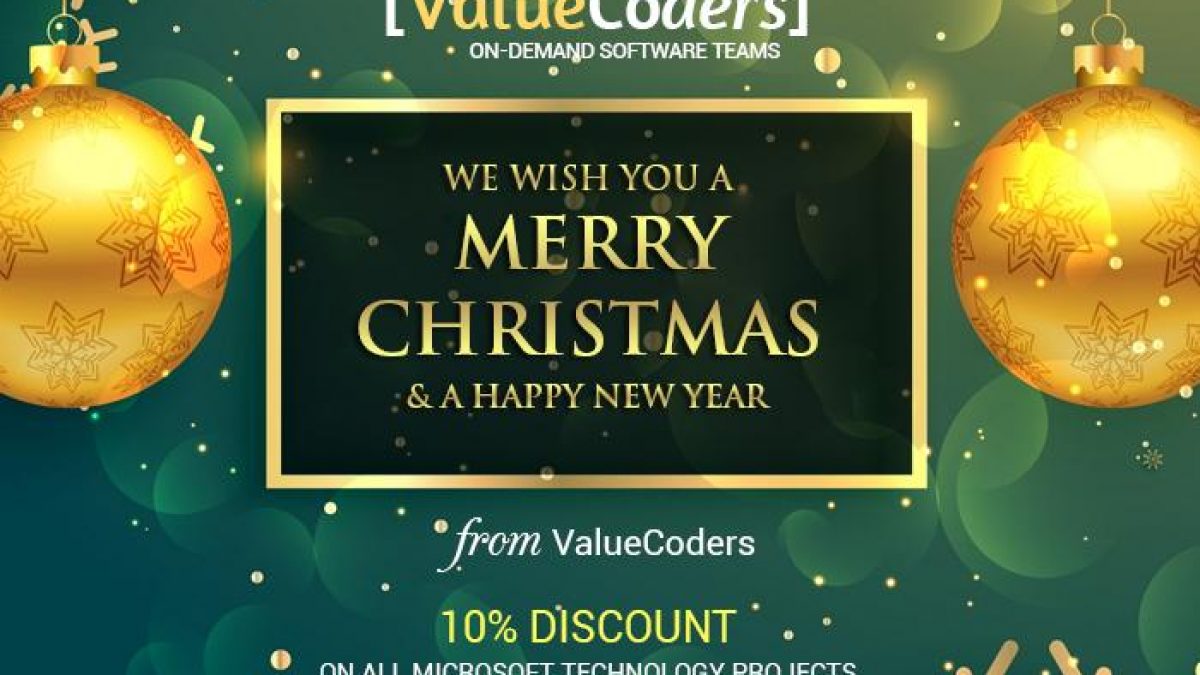 [ValueCoders]
ON-DEMAND SOFTWARE TEAMS
WE WISH YOU A
MERRY
CHRISTMAS
& A HAPPY NEW YEAR
from ValueCoders
10% DISCOUNT
ON ALL MICROSOFT TECHNOLOGY PROJECTS